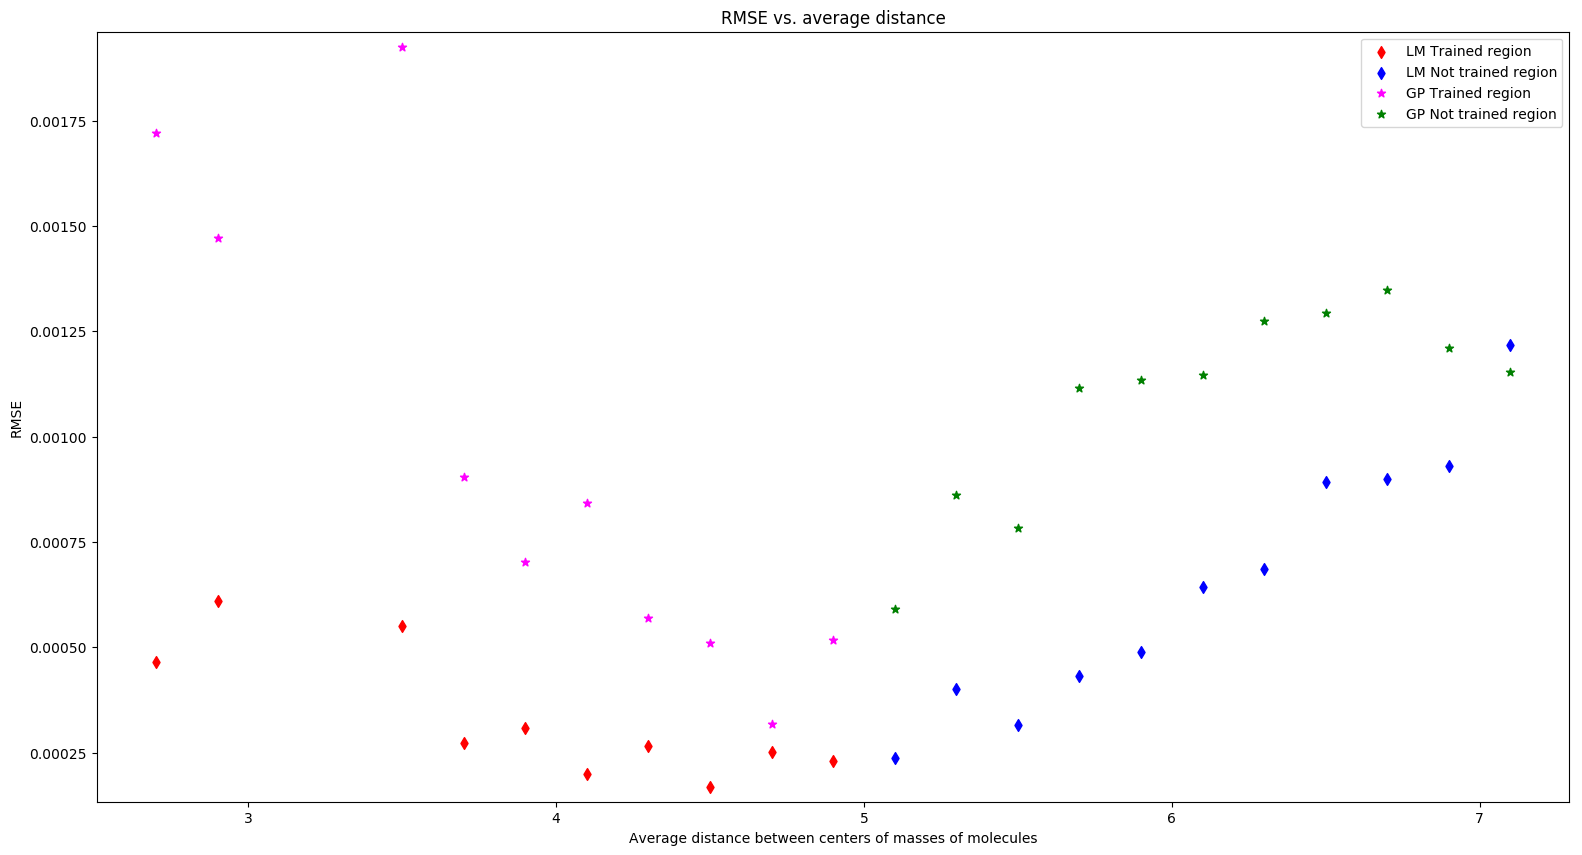 RMSE vs. average distance
LM Trained region
LM Not trained region
GP Trained region
GP Not trained region
0.00175
0.00150
0.00125
0.00100
0.00075
0.00050
0.00025
RMSE
3 4 5 6 7
Average distance between centers of masses of molecules